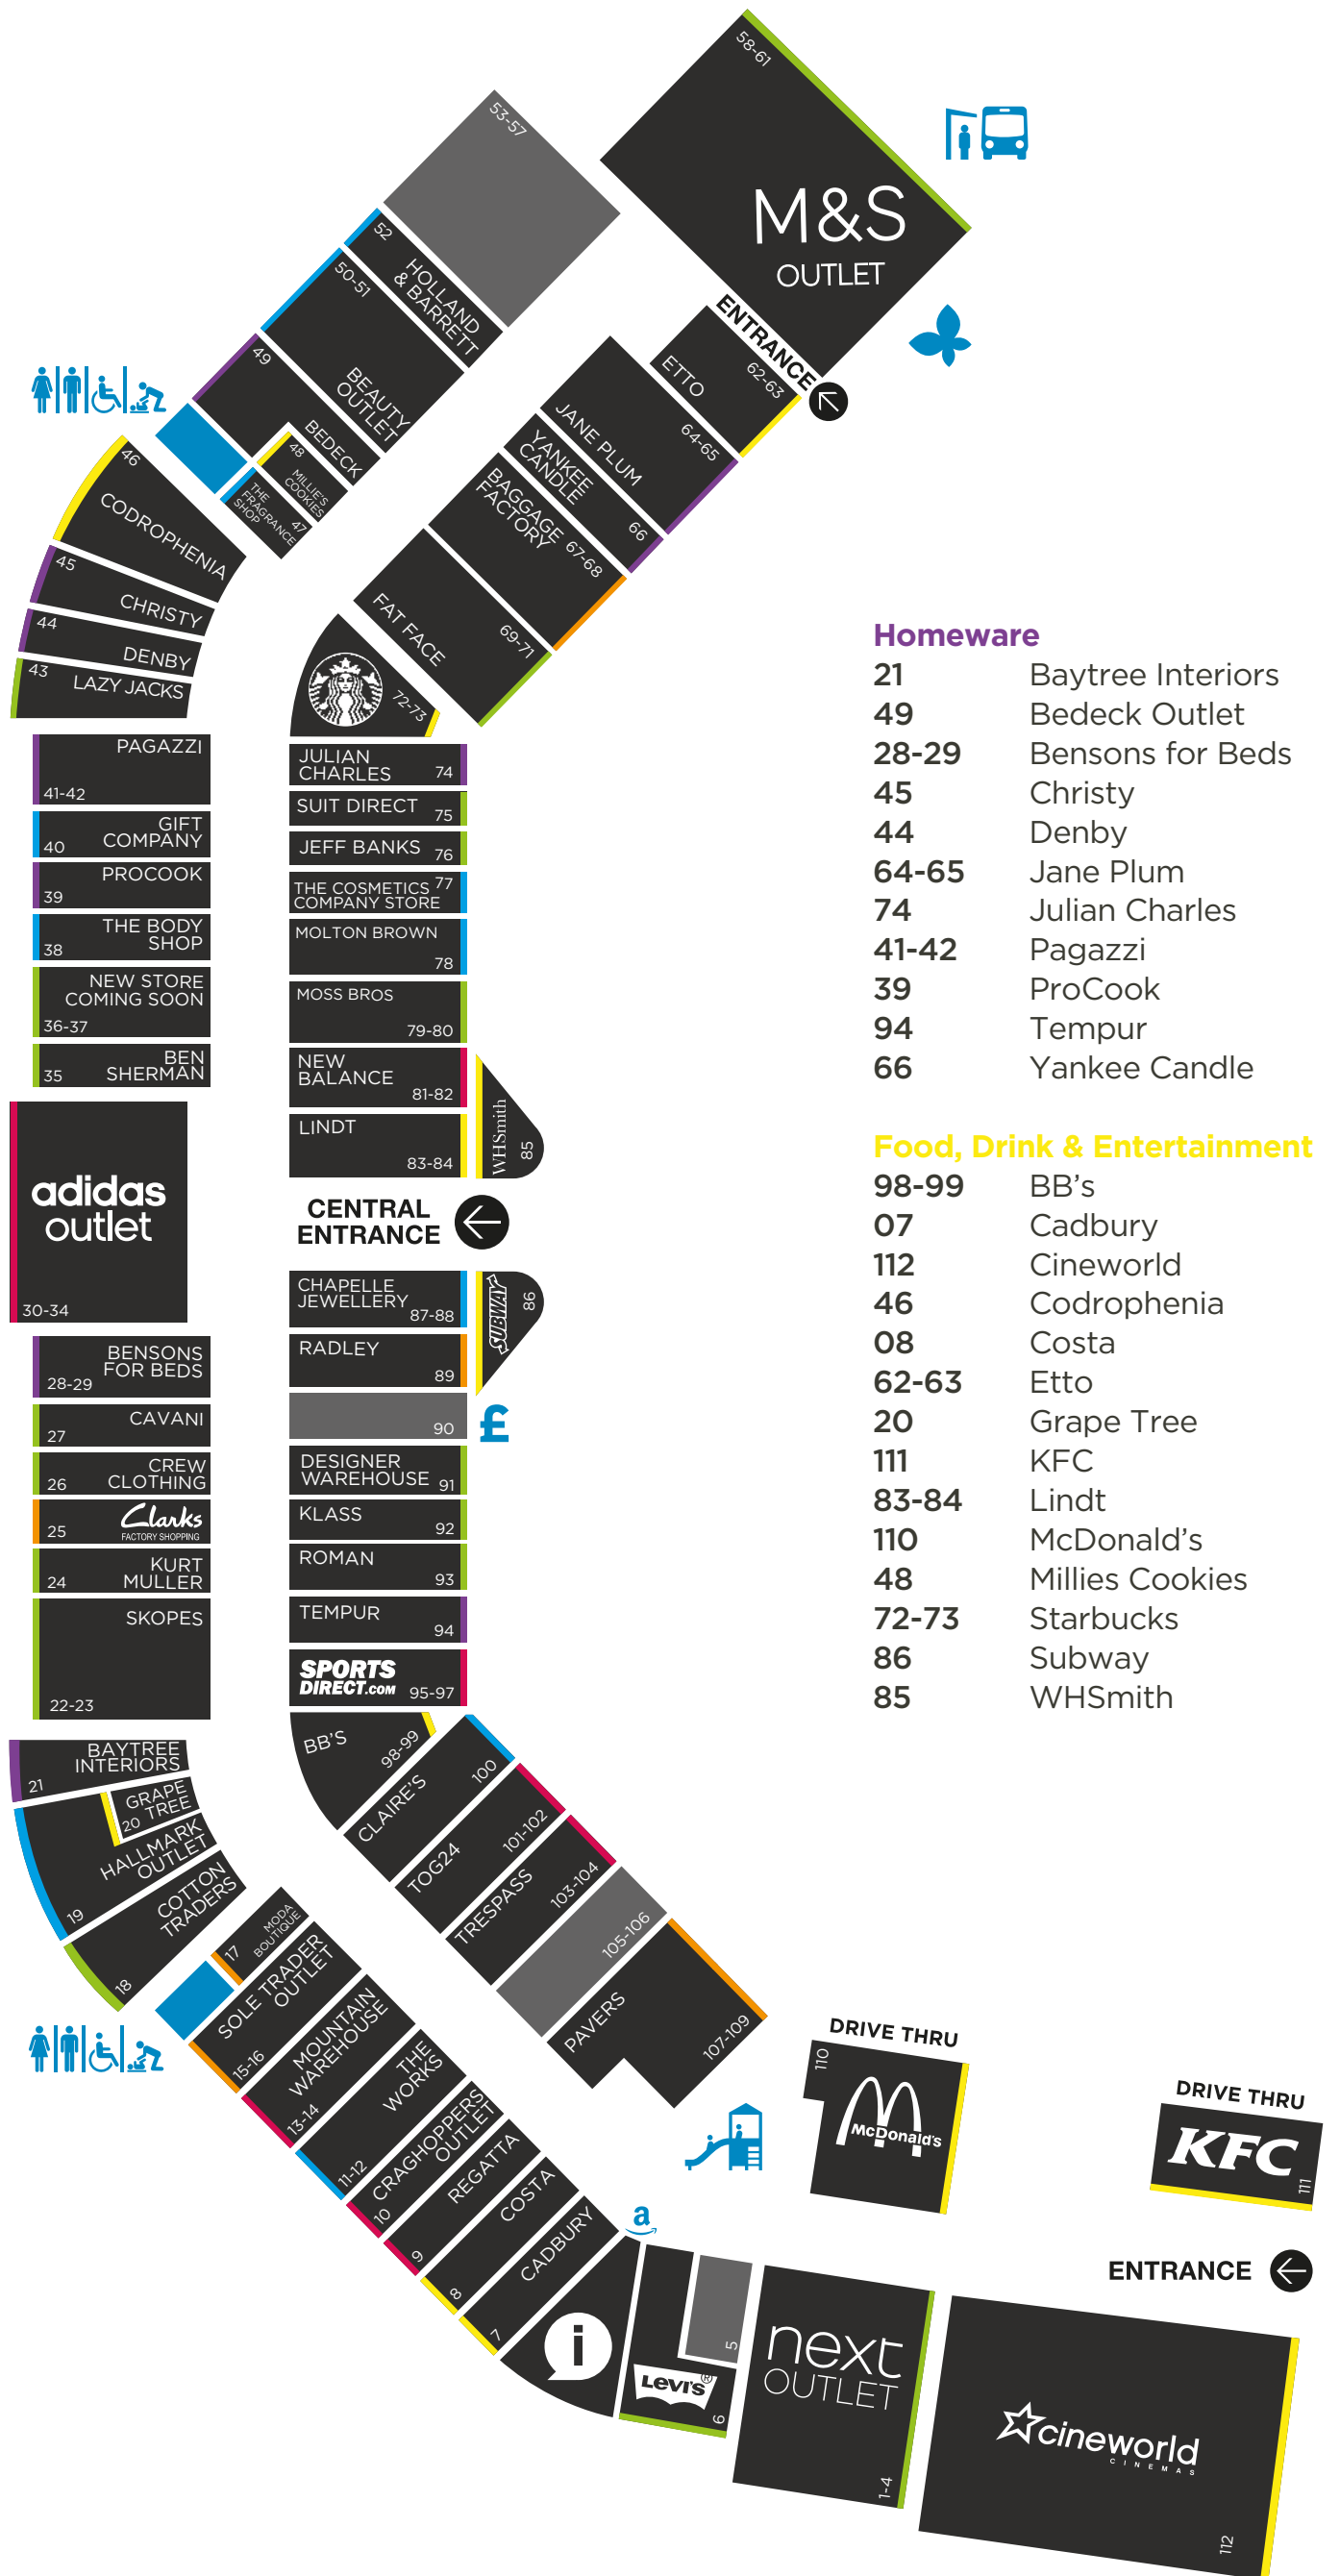 58-61
M&S
OUTLET
53-57
52
HOLLAND
& BARRETT
50-51
BEAUTY
OUTLET
49
BEDECK
48
MILLIE'S
COOKIES
47
THE
FRAGRANCE
SHOP
ENTRANCE
62-63
ETTO
64-65
JANE PLUM
66
YANKEE
CANDLE
67-68
BAGGAGE
FACTORY
69-71
FAT FACE
72-73
46
CODROPHENIA
45
CHRISTY
44
DENBY
43
LAZY JACKS
PAGAZZI
41-42
GIFT
COMPANY
40
PROCOOK
39
THE BODY
SHOP
38
NEW STORE
COMING SOON
36-37
BEN
SHERMAN
35
adidas
outlet
30-34
BENSONS
FOR BEDS
28-29
CAVANI
27
CREW
CLOTHING
26
Clarks
FACTORY SHOPPING
25
KURT
MULLER
24
SKOPES
22-23
BAYTREE
INTERIORS
21
GRAPE
TREE
20
HALLMARK
OUTLET
19
COTTON
TRADERS
18
JULIAN
CHARLES
74
SUIT DIRECT
75
JEFF BANKS
76
THE COSMETICS
COMPANY STORE
77
MOLTON BROWN
78
MOSS BROS
79-80
NEW
BALANCE
81-82
LINDT
83-84
WHSmith
85
CENTRAL
ENTRANCE
CHAPELLE
JEWELLERY
87-88
SUBWAY
86
RADLEY
89
90
£
DESIGNER
WAREHOUSE
91
KLASS
92
ROMAN
93
TEMPUR
94
SPORTS
DIRECT.COM
95-97
BB'S
98-99
CLAIRE'S
100
TOG24
101-102
TRESPASS
103-104
105-106
PAVERS
107-109
MODA
BOUTIQUE
17
SOLE TRADER
OUTLET
15-16
MOUNTAIN
WAREHOUSE
13-14
THE
WORKS
11-12
CRAGHOPPERS
OUTLET
10
REGATTA
9
COSTA
8
CADBURY
7
i
a
LEVI'S®
6
5
next
OUTLET
1-4
DRIVE THRU
110
McDonald's
DRIVE THRU
KFC
111
ENTRANCE
cineworld
CINEMAS
112
Homeware
21 Baytree Interiors
49 Bedeck Outlet
28-29 Bensons for Beds
45 Christy
44 Denby
64-65 Jane Plum
74 Julian Charles
41-42 Pagazzi
39 ProCook
94 Tempur
66 Yankee Candle
Food, Drink & Entertainment
98-99 BB's
07 Cadbury
112 Cineworld
46 Codrophenia
08 Costa
62-63 Etto
20 Grape Tree
111 KFC
83-84 Lindt
110 McDonald's
48 Millies Cookies
72-73 Starbucks
86 Subway
85 WHSmith